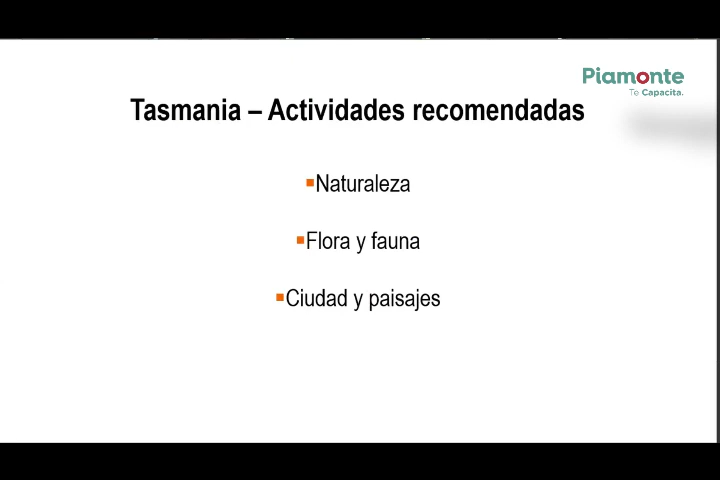 Piamonte
Te Capacita.
Tasmania – Actividades recomendadas
Naturaleza
Flora y fauna
Ciudad y paisajes